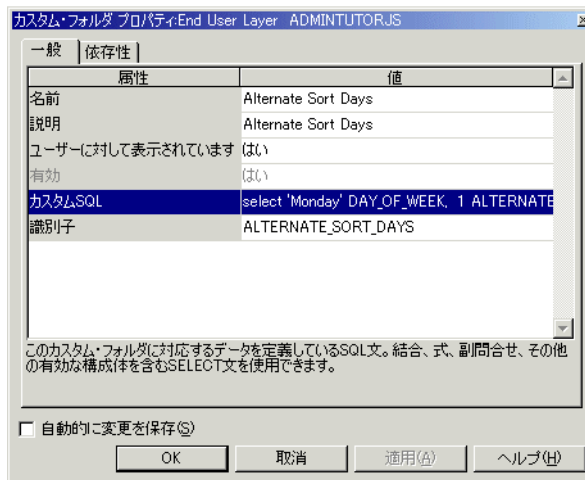 カスタム・フォルダ プロパティ:End User Layer ADMINTUTORJS
一般 依存性
属性 値
名前 Alternate Sort Days
説明 Alternate Sort Days
ユーザーに対して表示されています はい
有効 はい
カスタムSQL select 'Monday' DAY_OF_WEEK, 1 ALTERNATE
識別子 ALTERNATE_SORT_DAYS
このカスタム・フォルダに対応するデータを定義しているSQL文。結合、式、副問合せ、その他
の有効な構成体を含むSELECT文を使用できます。
自動的に変更を保存(S)
OK 取消 適用(A) ヘルプ(H)